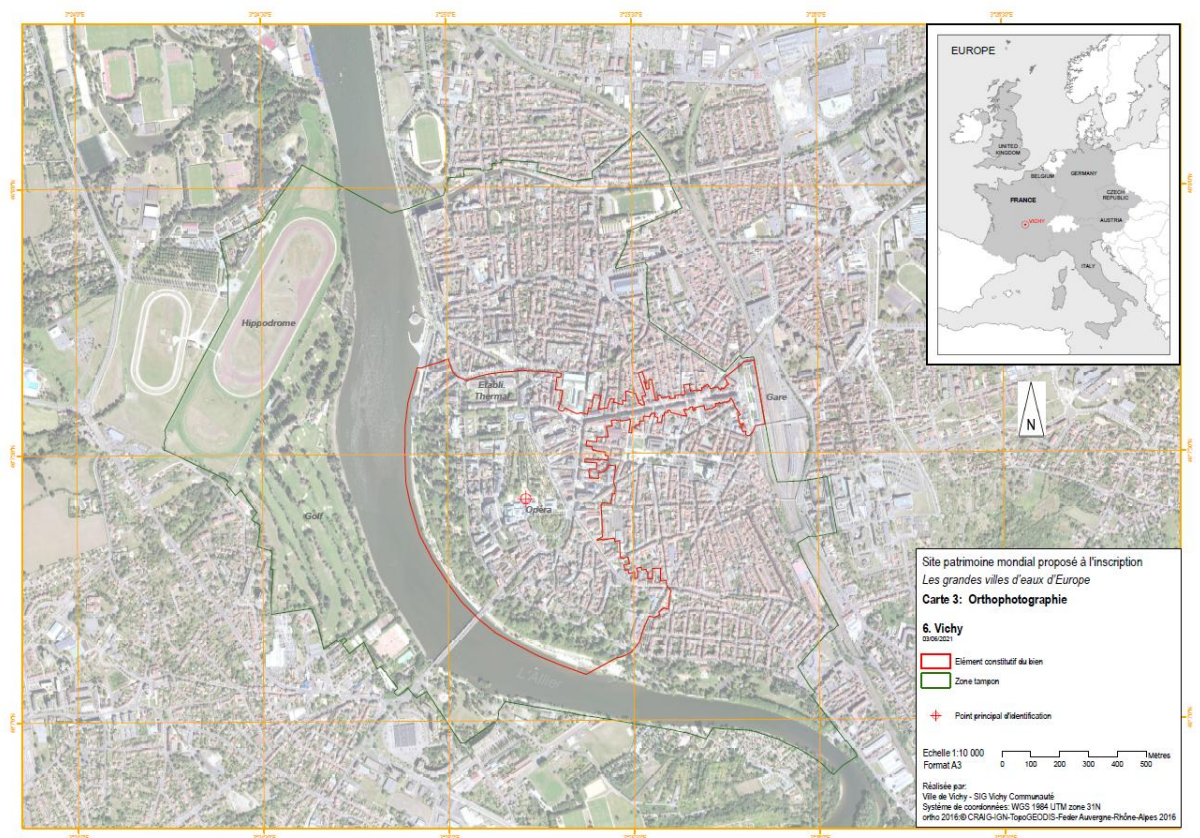 EUROPE
UNITED
KINGDOM
BELGIUM
GERMANY
FRANCE
CZECH
REPUBLIC
VICHY
AUSTRIA
ITALY
Hippodrome
Etabli.
Thermal
Gare
Opéra
Golf
L'Allier
N
Site patrimoine mondial proposé à l'inscription
Les grandes villes d'eaux d'Europe
Carte 3: Orthophotographie
6. Vichy
03/06/2021
Elément constitutif du bien
Zone tampon
Point principal d'identification
Echelle 1:10 000
Format A3
0 100 200 300 400 500 Mètres
Réalisée par:
Ville de Vichy - SIG Vichy Communauté
Système de coordonnées: WGS 1984 UTM zone 31N
ortho 2016:© CRAIG-IGN-TopoGEODIS-Feder Auvergne-Rhône-Alpes 2016